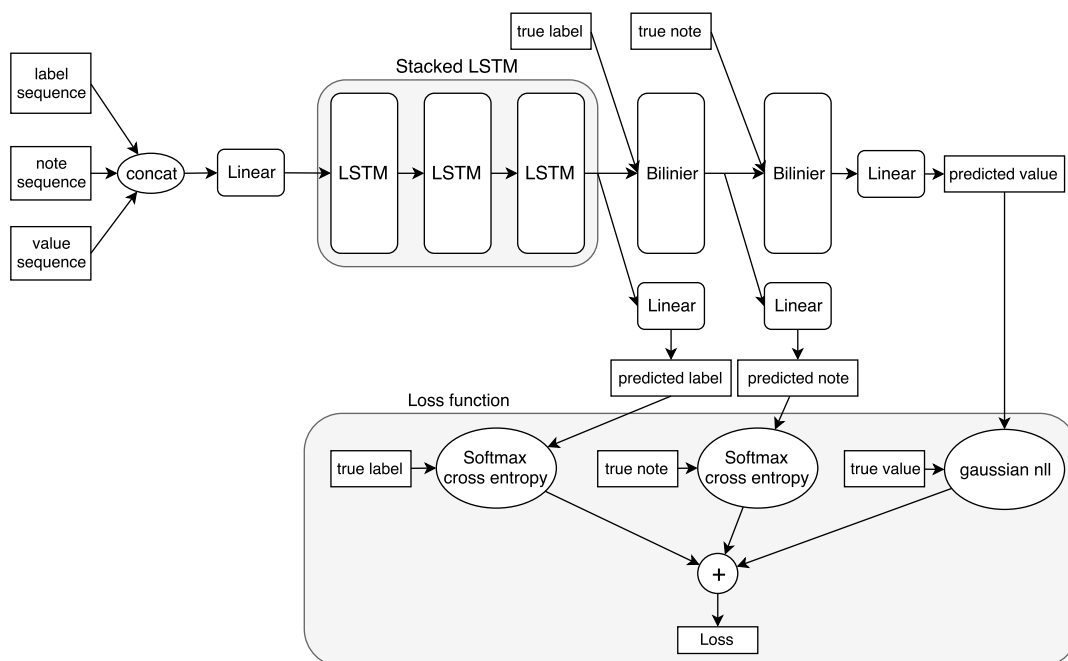 true label
true note
label
sequence
Stacked LSTM
note
sequence
concat
Linear
LSTM
LSTM
LSTM
Bilinier
Bilinier
Linear
predicted value
value
sequence
Linear
Linear
predicted label
predicted note
Loss function
true label
Softmax
cross entropy
true note
Softmax
cross entropy
true value
gaussian nll
+
Loss